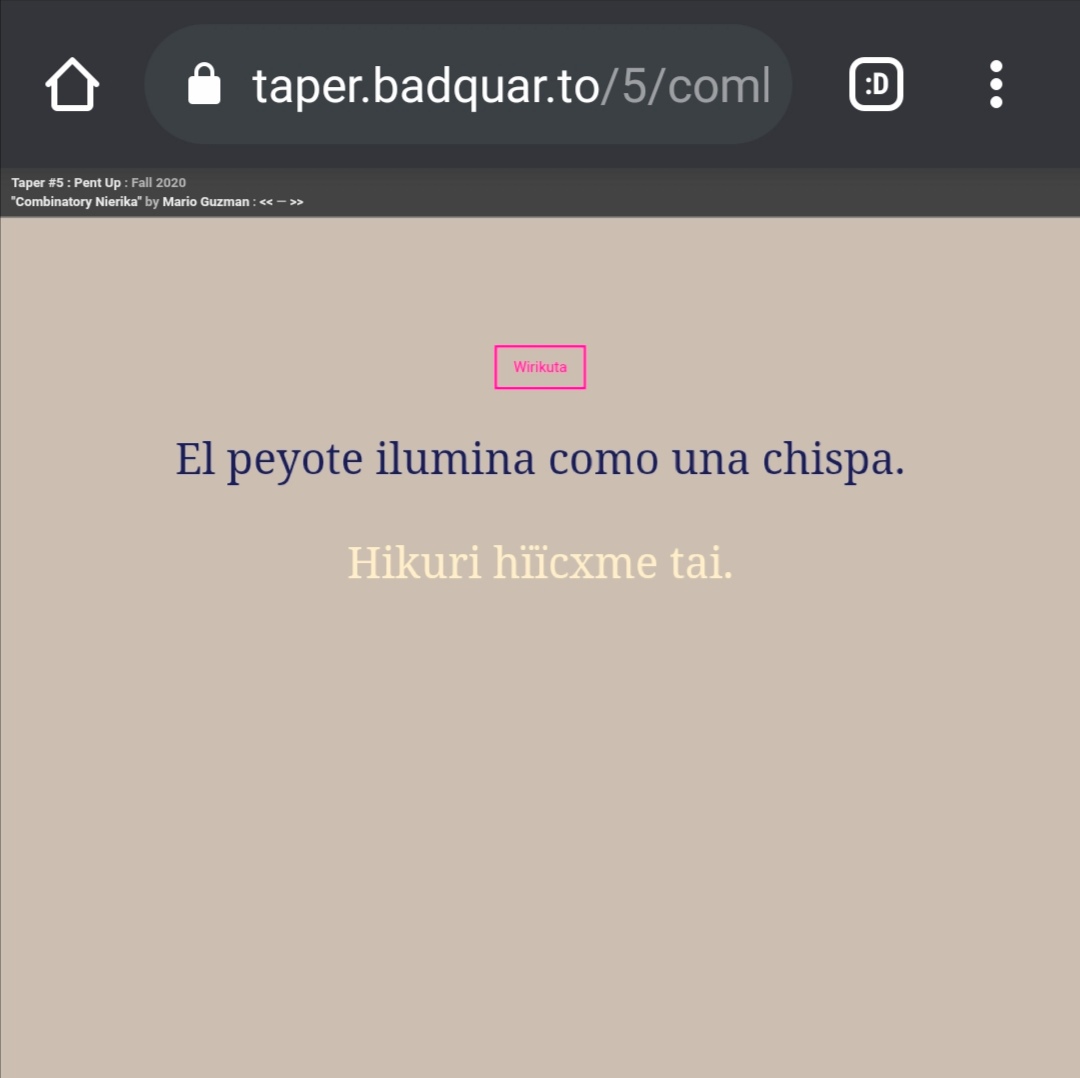 taper.badquar.to/5/coml
:D
Taper #5 : Pent Up : Fall 2020
"Combinatory Nierika" by Mario Guzman : << — >>
Wirikuta
El peyote ilumina como una chispa.
Hikuri hïïcxme tai.